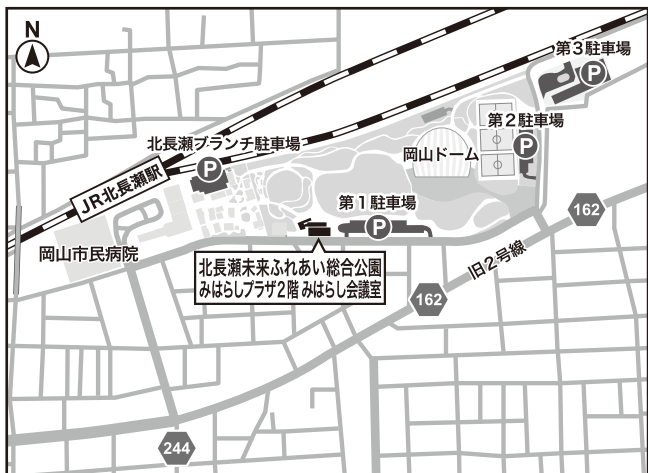 N
第3駐車場
P
第2駐車場
P
北長瀬ブランチ駐車場
P
岡山ドーム
JR北長瀬駅
第1駐車場
P
162
岡山市民病院
北長瀬未来ふれあい総合公園
みはらしプラザ2階 みはらし会議室
旧2号線
162
244